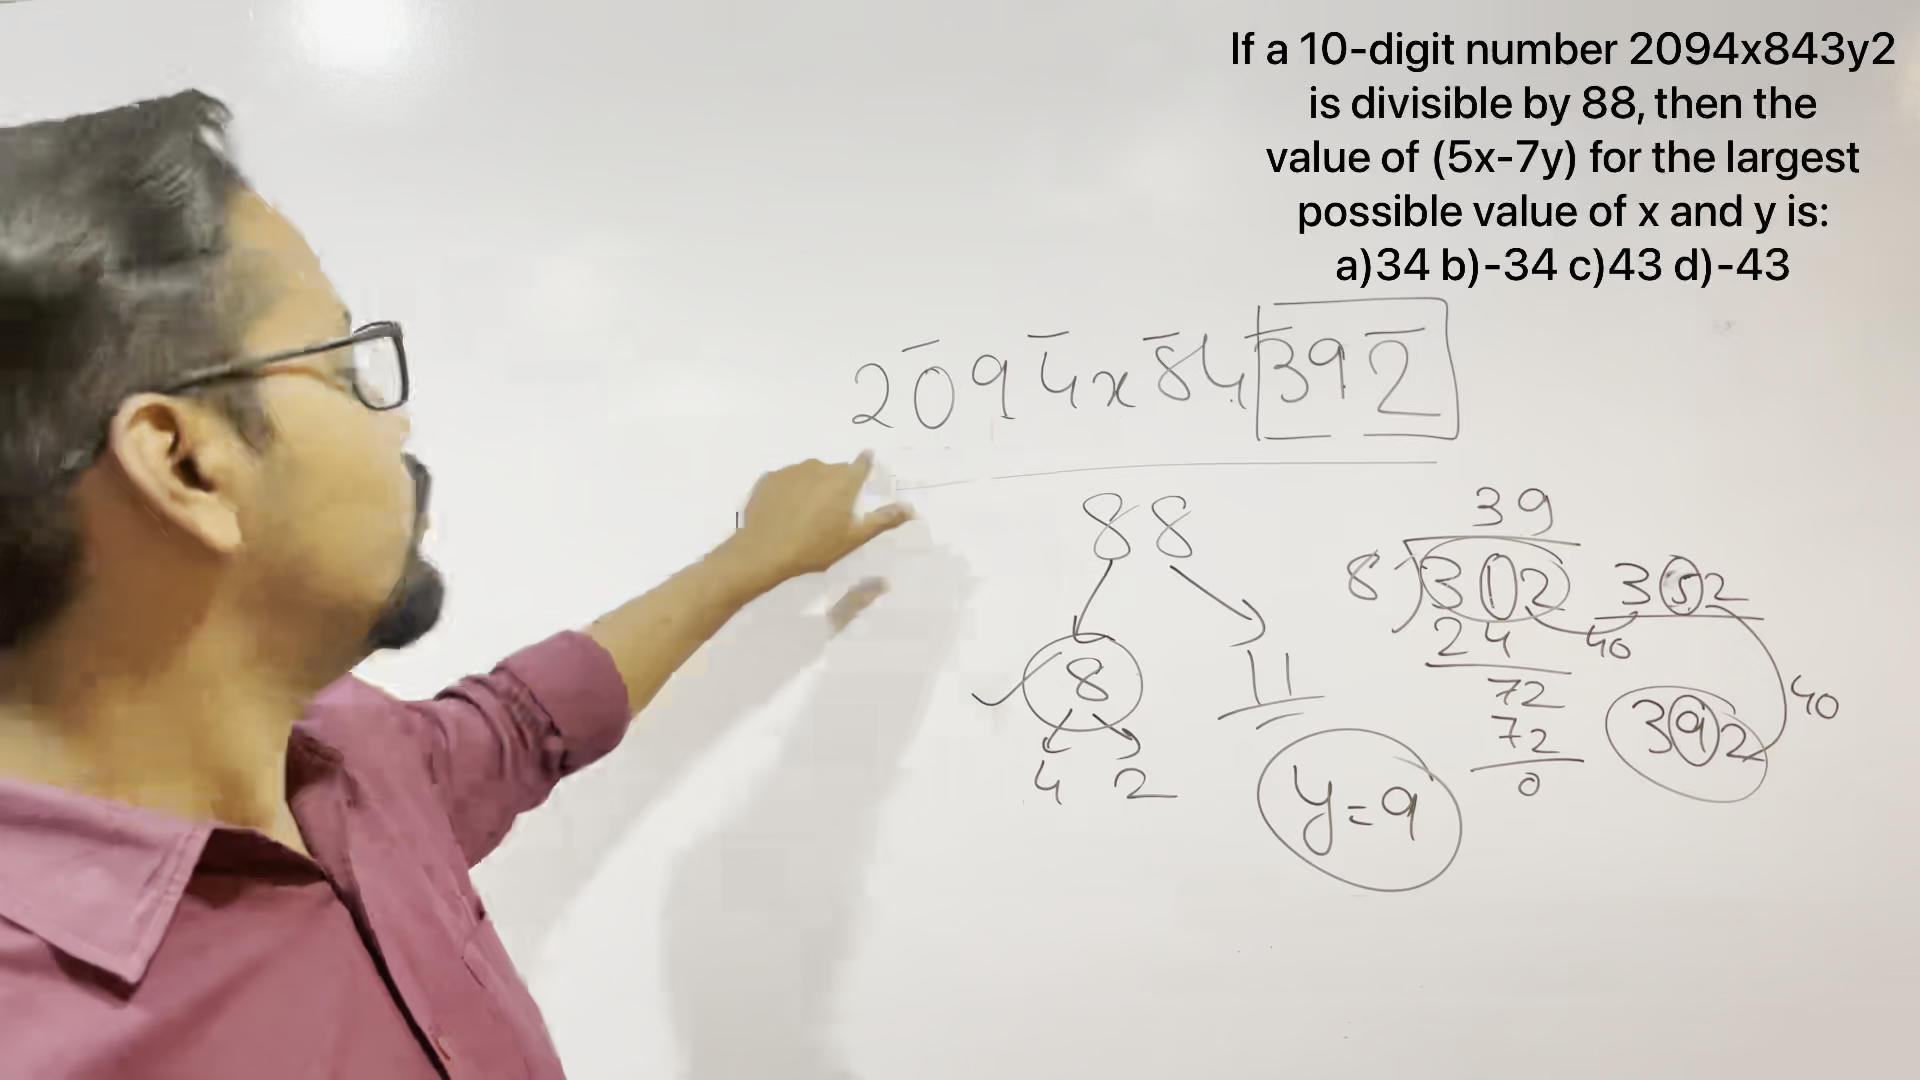 If a 10-digit number 2094x843y2
is divisible by 88, then the
value of (5x-7y) for the largest
possible value of x and y is:
a)34 b)-34 c)43 d)-43
2094x84392
88
8
4 2
11
y=9
39
8)302
24
72
72
0
352
40
392
40